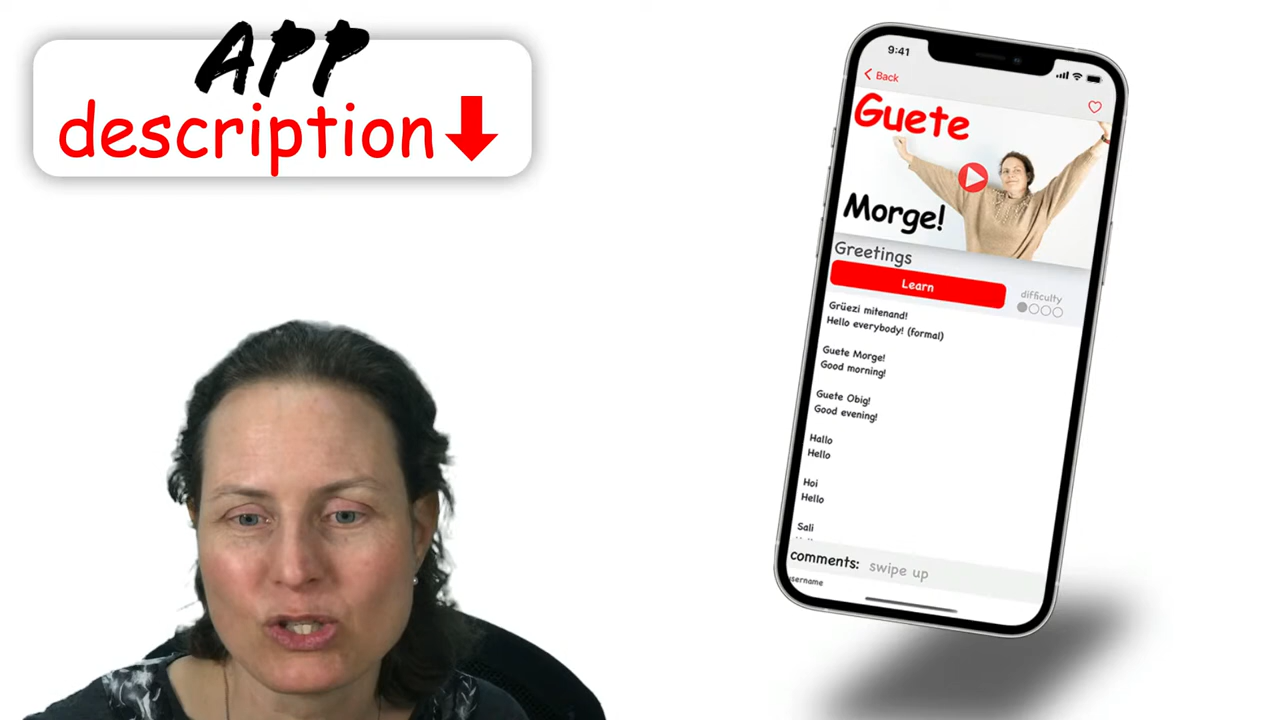 APP
description
9:41
Back
Guete
Morge!
Greetings
Learn
difficulty
Grüezi mitenand!
Hello everybody! (formal)
Guete Morge!
Good morning!
Guete Obig!
Good evening!
Hallo
Hello
Hoi
Hello
Sali
comments: swipe up